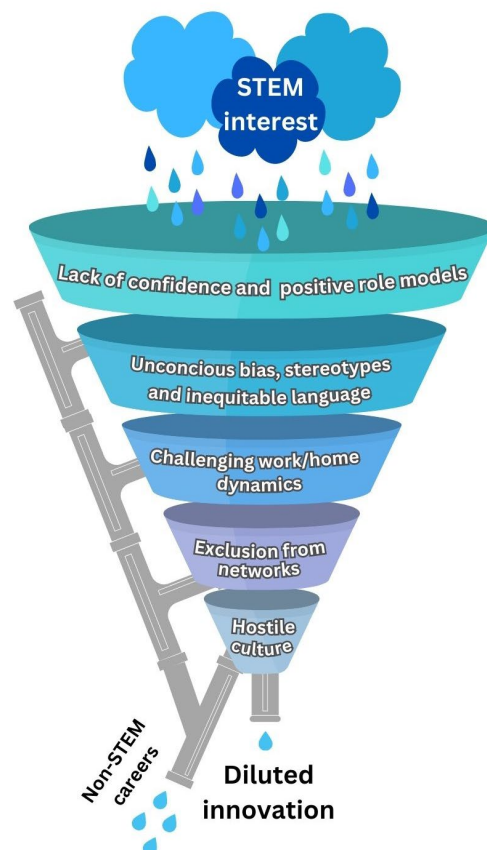 STEM
interest
Lack of confidence and positive role models
Unconcious bias, stereotypes
and inequitable language
Challenging work/home
dynamics
Exclusion from
networks
Hostile
culture
Non-STEM
careers
Diluted
innovation